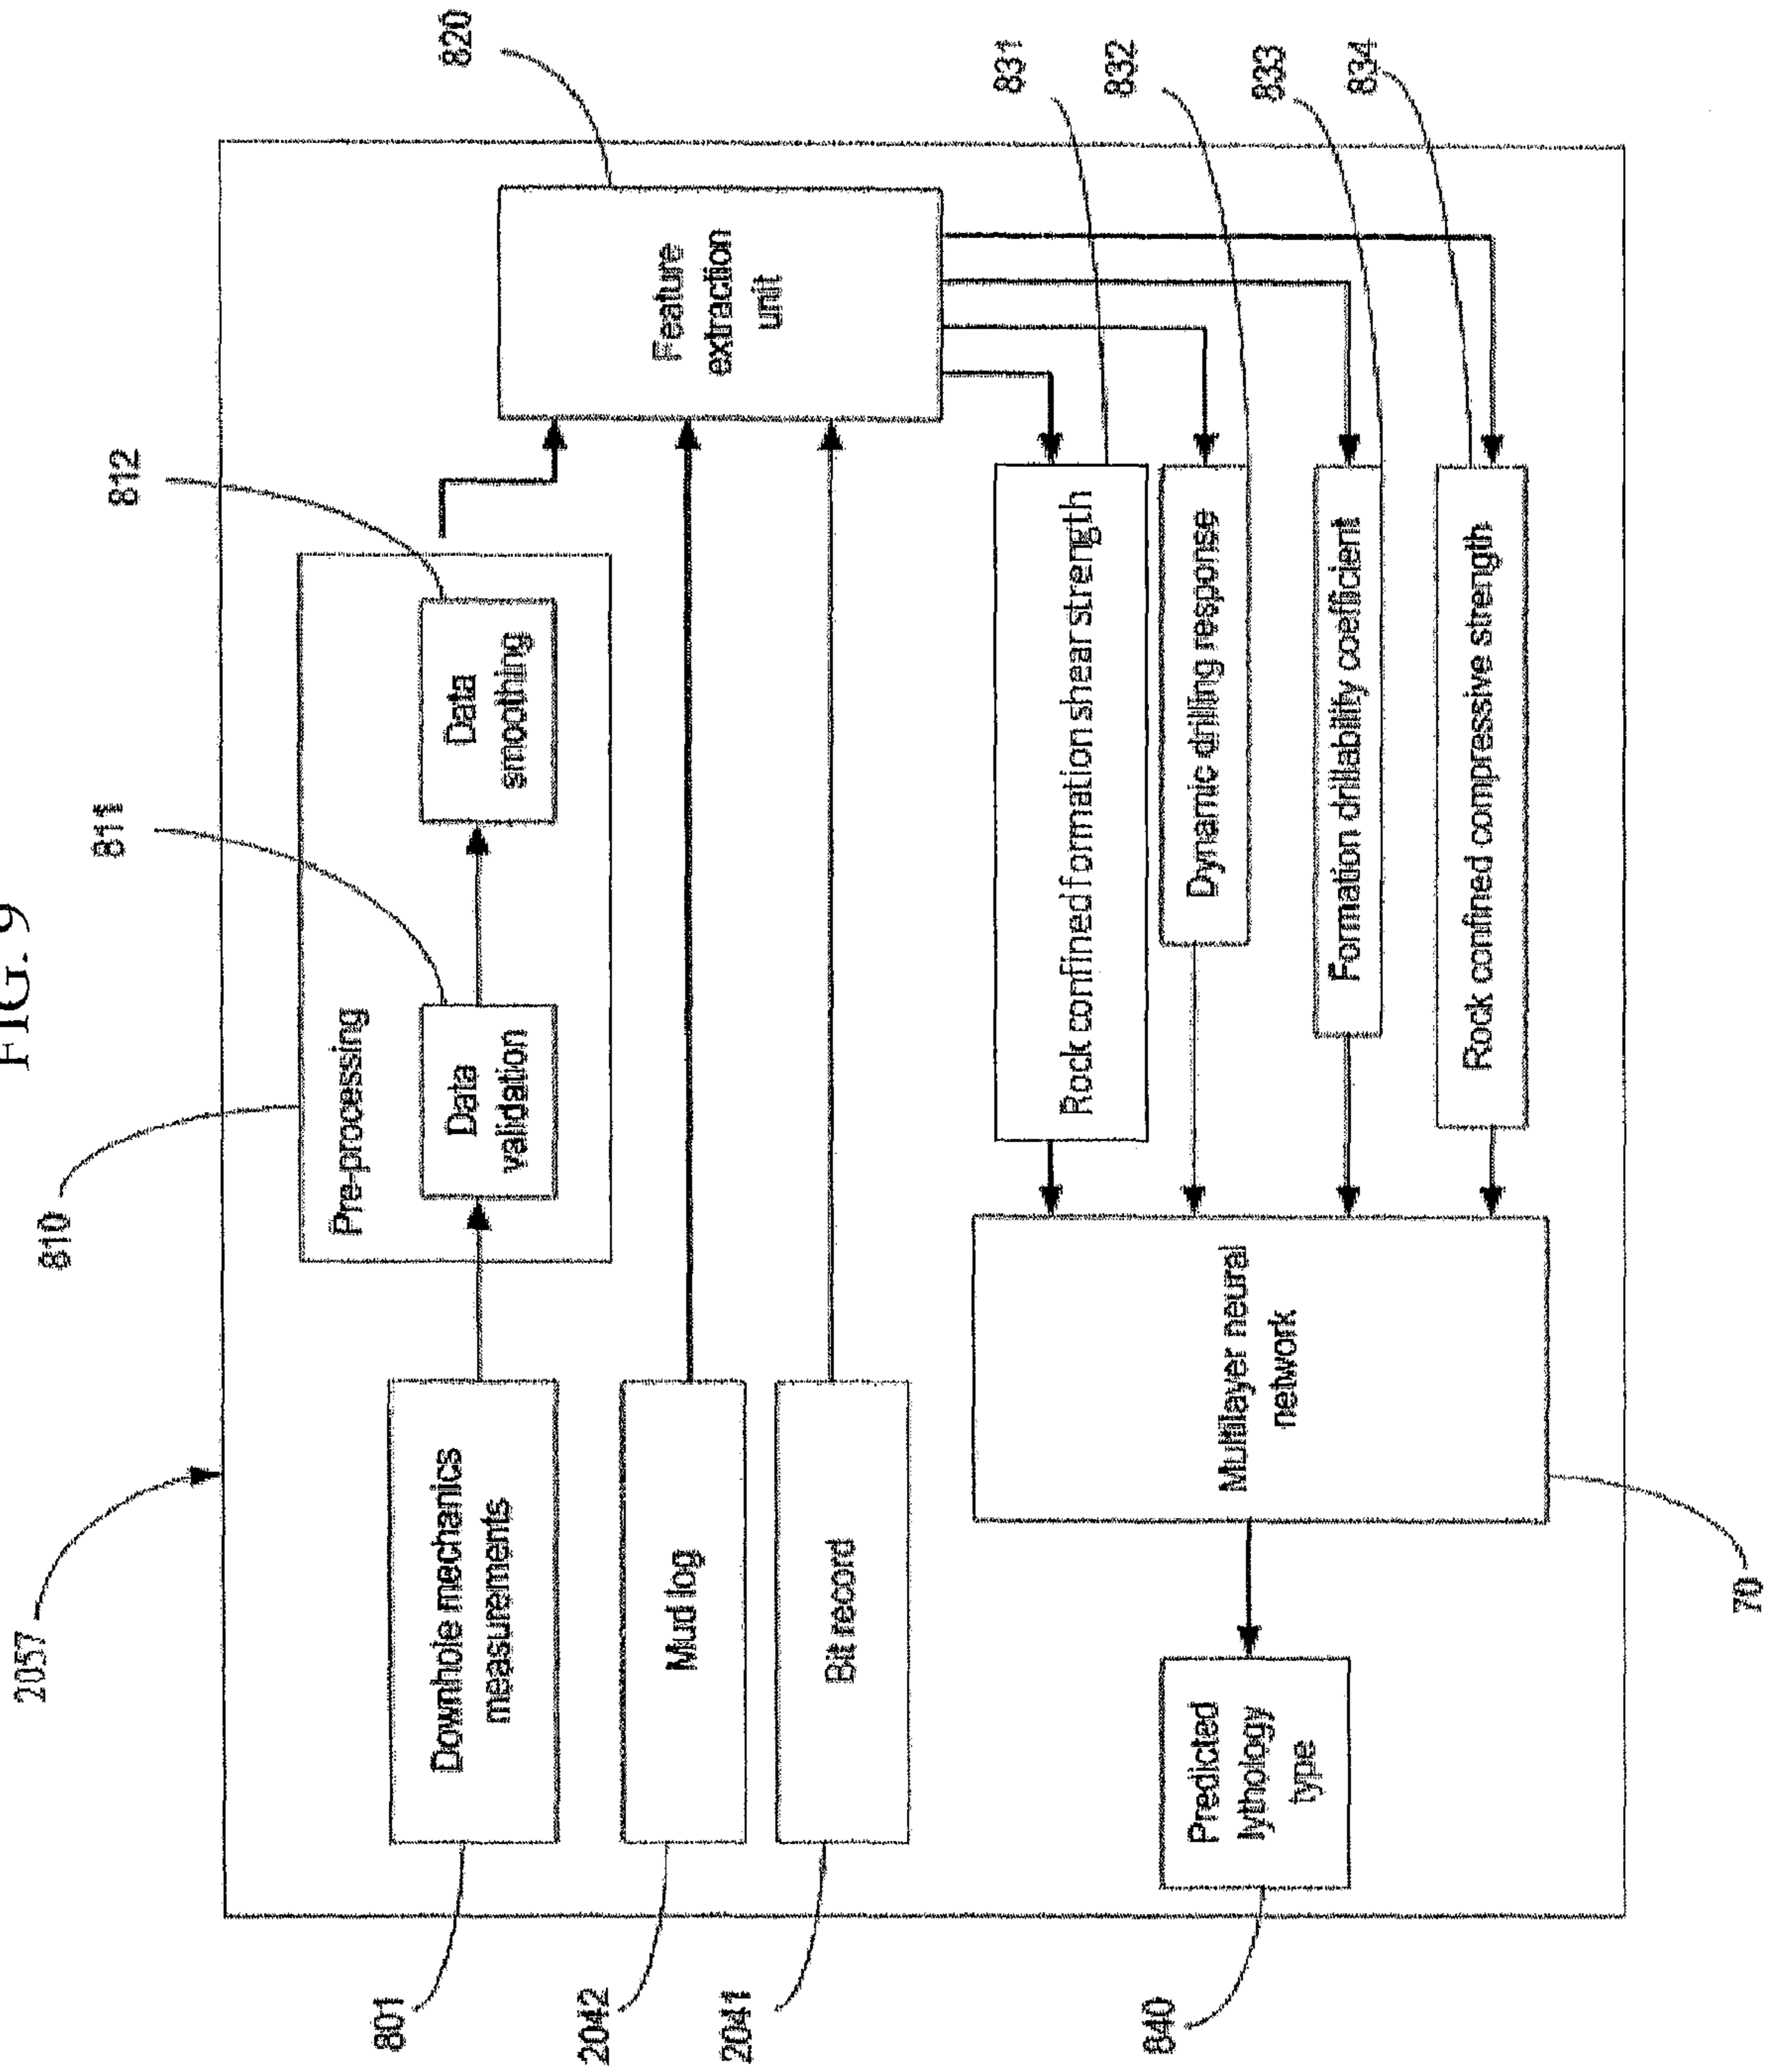 FIG. 9
2057
810
811
812
820
Pre-processing
Data
validation
Data
smoothing
Feature
extraction
unit
801
Downhole mechanics
measurements
2042
Mud log
2041
Bit record
831
832
833
834
Rock confined formation shear strength
Dynamic drilling response
Formation drillability coefficient
Rock confined compressive strength
Multilayer neural
network
70
Predicted
lythology
type
840